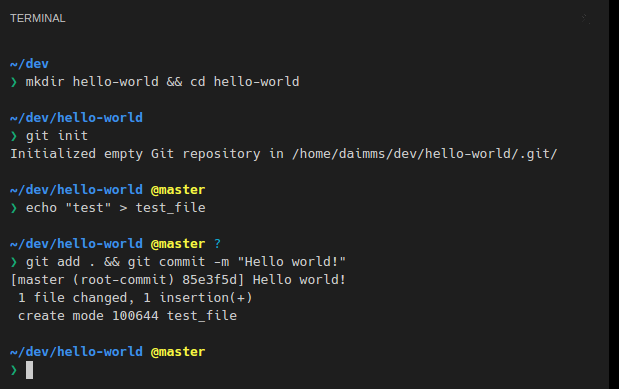 TERMINAL
~/dev
❯ mkdir hello-world && cd hello-world
~/dev/hello-world
❯ git init
Initialized empty Git repository in /home/daimms/dev/hello-world/.git/
~/dev/hello-world @master
❯ echo "test" > test_file
~/dev/hello-world @master ?
❯ git add . && git commit -m "Hello world!"
[master (root-commit) 85e3f5d] Hello world!
 1 file changed, 1 insertion(+)
 create mode 100644 test_file
~/dev/hello-world @master
❯